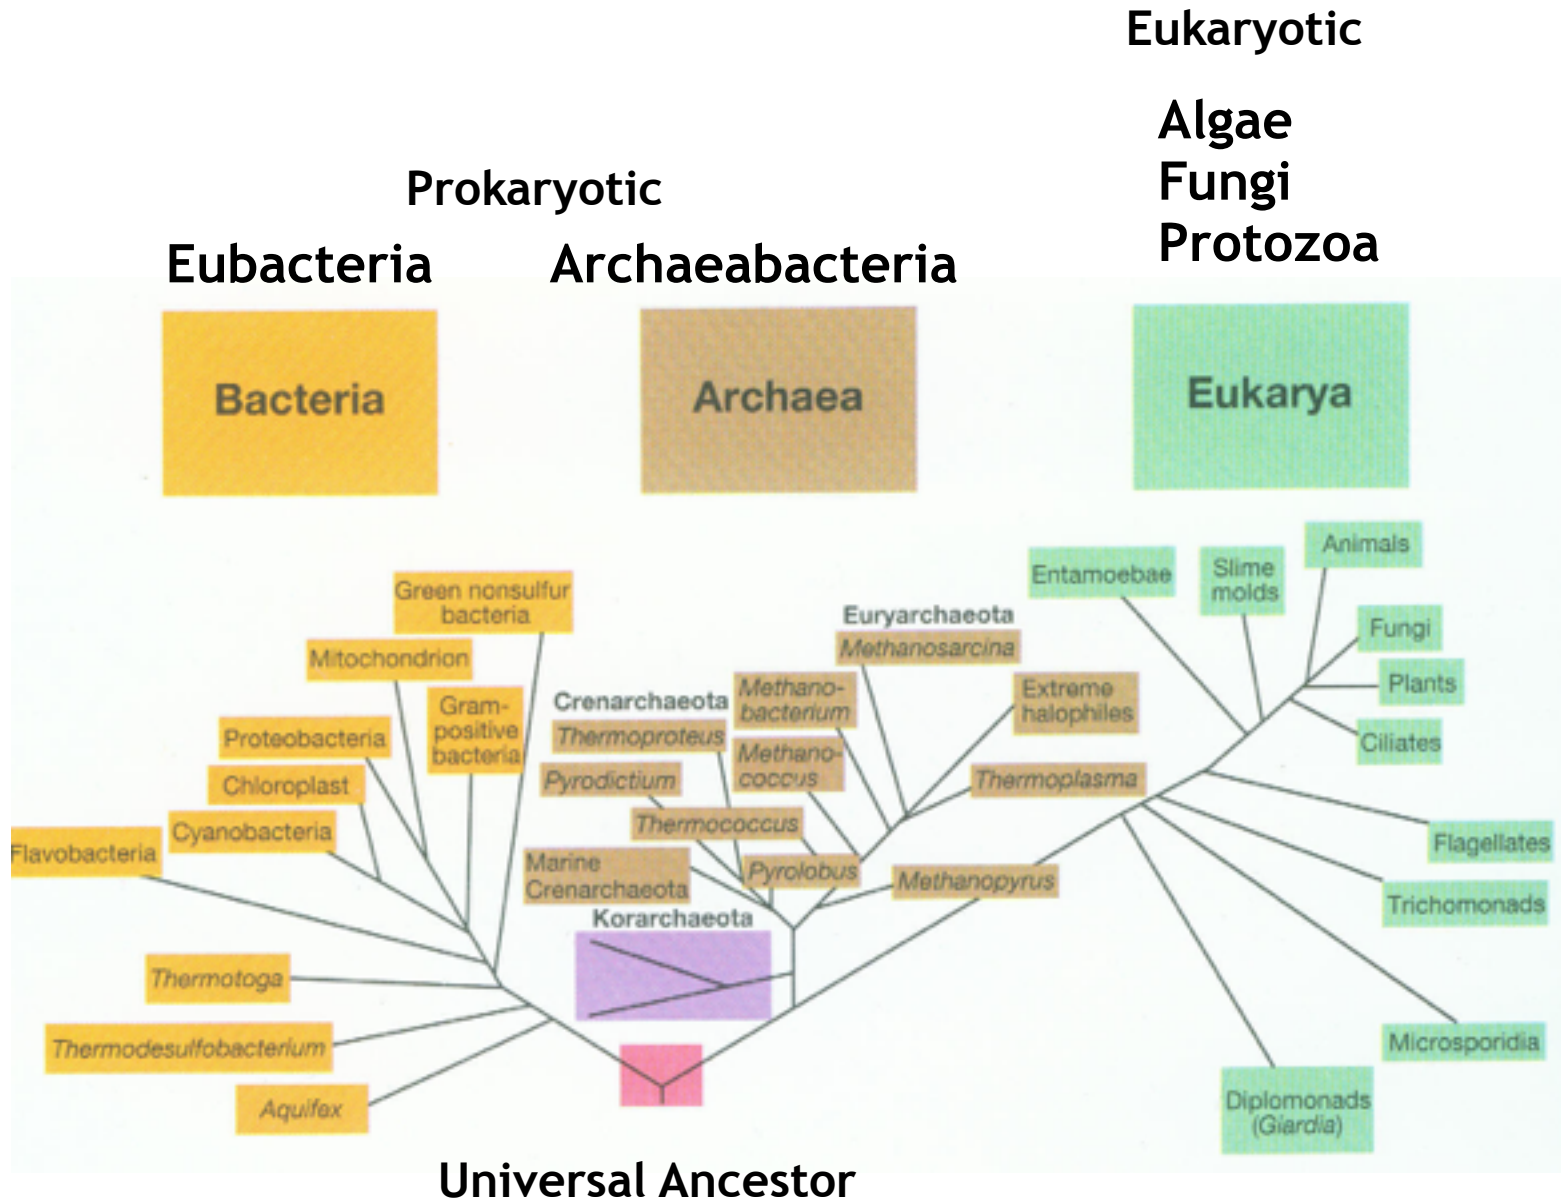 Eukaryotic
Algae
Fungi
Protozoa
Prokaryotic
Eubacteria
Archaeabacteria
Bacteria
Archaea
Eukarya
Green nonsulfur
bacteria
Mitochondrion
Gram-
positive
bacteria
Proteobacteria
Chloroplast
Cyanobacteria
Flavobacteria
Thermotoga
Thermodesulfobacterium
Aquifex
Crenarchaeota
Thermoproteus
Pyrodictium
Thermococcus
Marine
Crenarchaeota
Pyrolobus
Korarchaeota
Euryarchaeota
Methanosarcina
Methano-
bacterium
Methano-
coccus
Extreme
halophiles
Thermoplasma
Methanopyrus
Entamoebae
Slime
molds
Animals
Fungi
Plants
Ciliates
Flagellates
Trichomonads
Microsporidia
Diplomonads
(Giardia)
Universal Ancestor